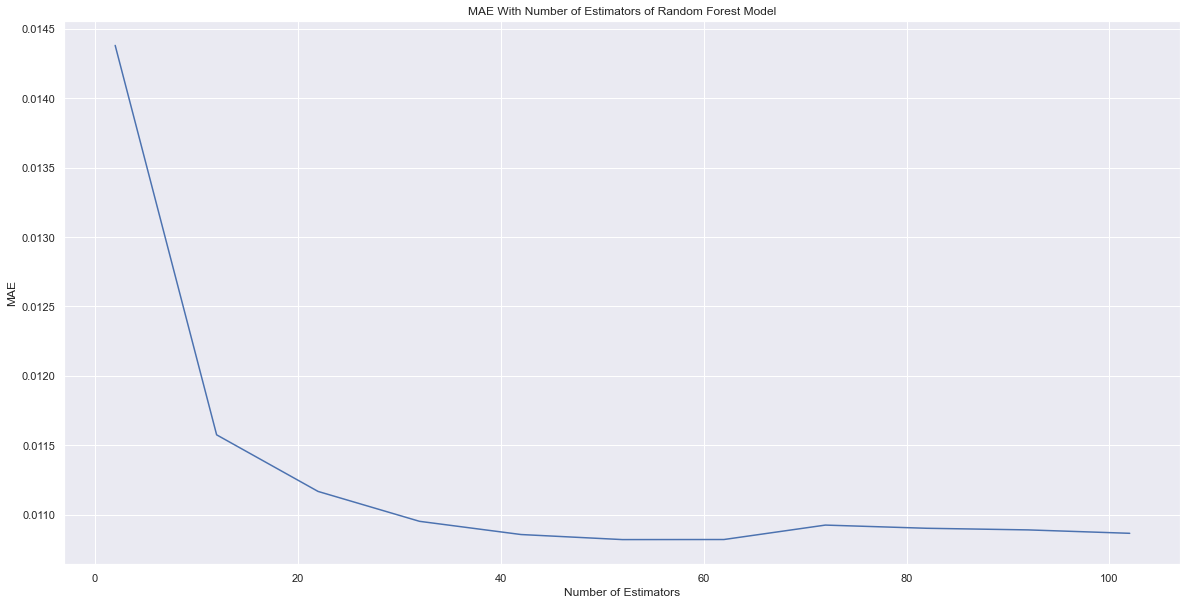 MAE With Number of Estimators of Random Forest Model
0.0145
0.0140
0.0135
0.0130
0.0125
0.0120
0.0115
0.0110
MAE
0 20 40 60 80 100
Number of Estimators